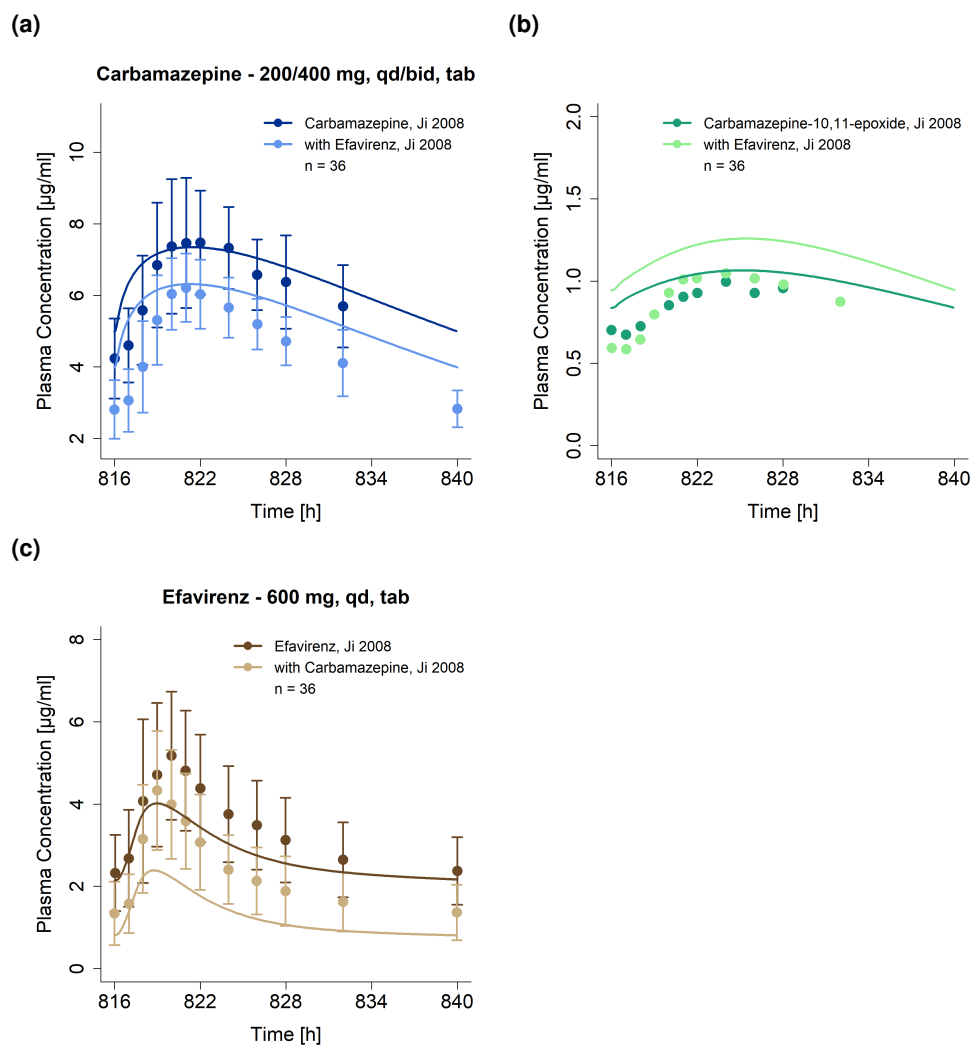 (a)
Carbamazepine - 200/400 mg, qd/bid, tab
Carbamazepine, Ji 2008
with Efavirenz, Ji 2008
n = 36
Plasma Concentration [µg/ml]
10
8
6
4
2
816
822
828
834
840
Time [h]
(b)
Carbamazepine-10,11-epoxide, Ji 2008
with Efavirenz, Ji 2008
n = 36
Plasma Concentration [µg/ml]
2.0
1.5
1.0
0.5
0.0
816
822
828
834
840
Time [h]
(c)
Efavirenz - 600 mg, qd, tab
Efavirenz, Ji 2008
with Carbamazepine, Ji 2008
n = 36
Plasma Concentration [µg/ml]
8
6
4
2
0
816
822
828
834
840
Time [h]